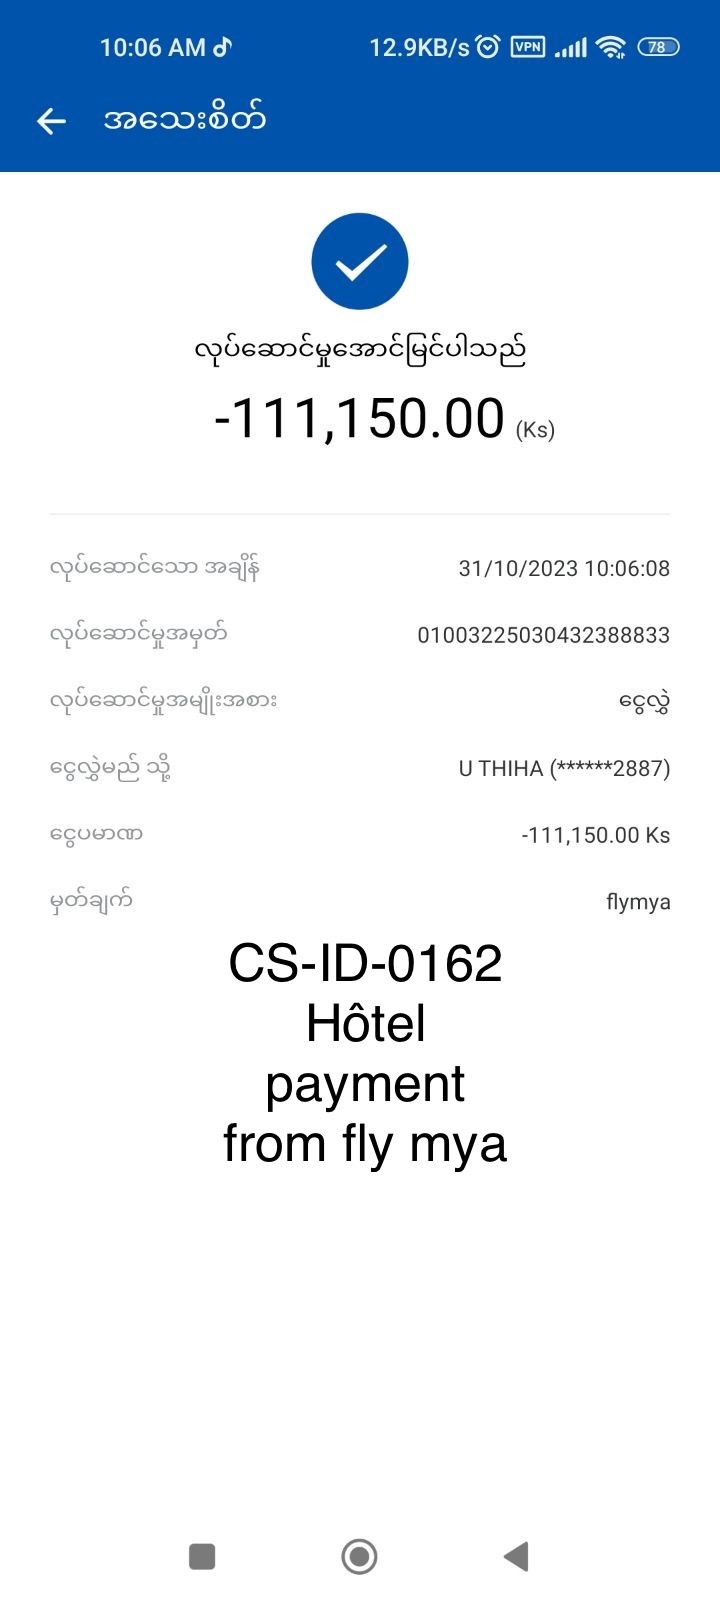 10:06 AM 12.9KB/s VPN 78
အသေးစိတ်
လုပ်ဆောင်မှုအောင်မြင်ပါသည်
-111,150.00 (Ks)
လုပ်ဆောင်သော အချိန် 31/10/2023 10:06:08
လုပ်ဆောင်မှုအမှတ် 01003225030432388833
လုပ်ဆောင်မှုအမျိုးအစား ငွေလွှဲ
ငွေလွှဲမည် သို့ U THIHA (******2887)
ငွေပမာဏ -111,150.00 Ks
မှတ်ချက် flymya
CS-ID-0162
Hôtel
payment
from fly mya